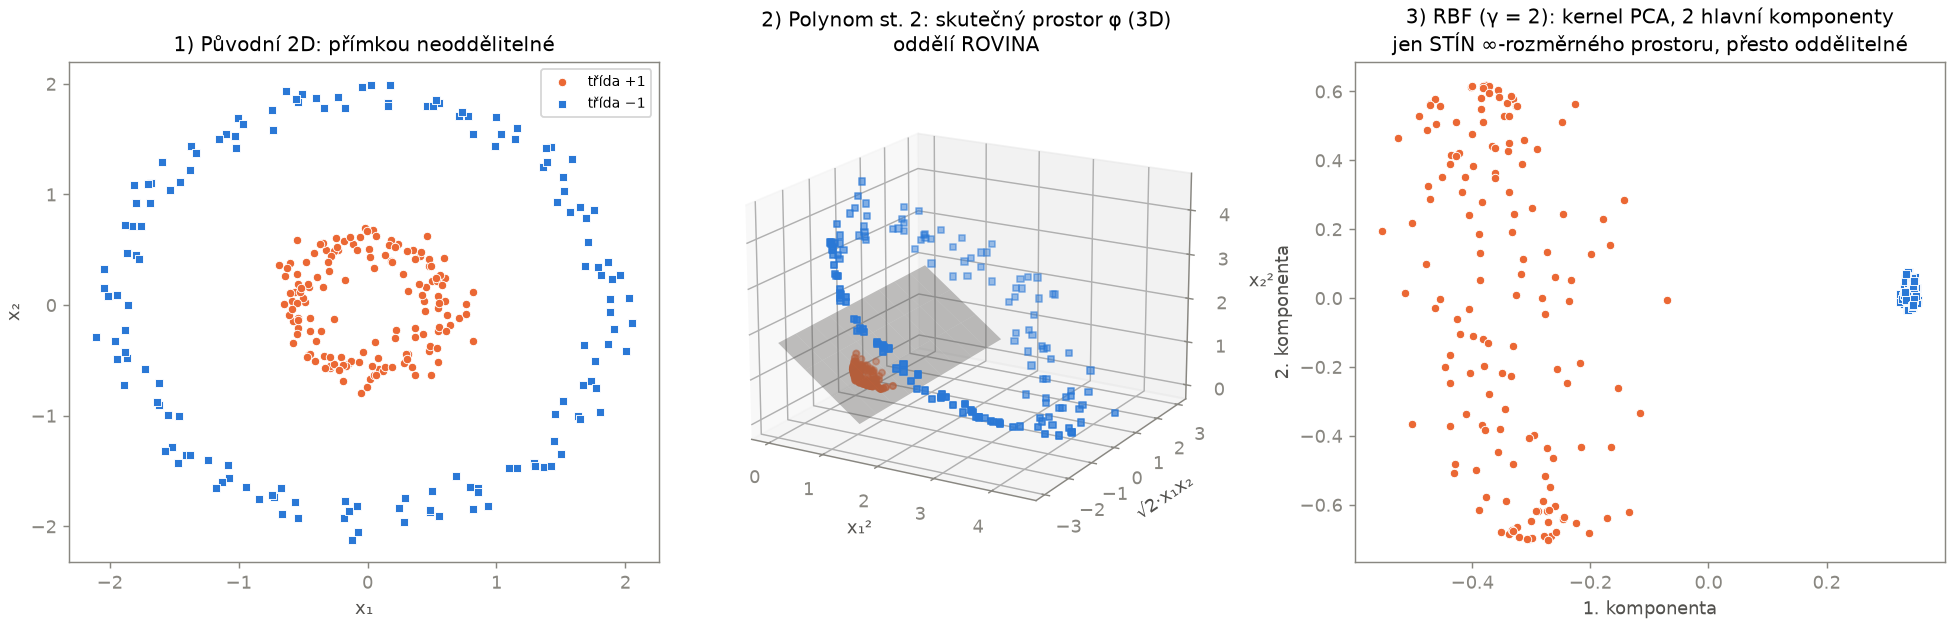 1) Původní 2D: přímkou neoddělitelné
třída +1
třída −1
2
1
0
−1
−2
x₂
−2
−1
0
1
2
x₁
2) Polynom st. 2: skutečný prostor φ (3D)
oddělí ROVINA
4
3
2
1
0
x₂²
0
1
2
3
4
x₁²
−3
−2
−1
0
1
2
3
√2·x₁x₂
3) RBF (γ = 2): kernel PCA, 2 hlavní komponenty
jen STÍN ∞-rozměrného prostoru, přesto oddělitelné
0.6
0.4
0.2
0.0
−0.2
−0.4
−0.6
2. komponenta
−0.4
−0.2
0.0
0.2
1. komponenta